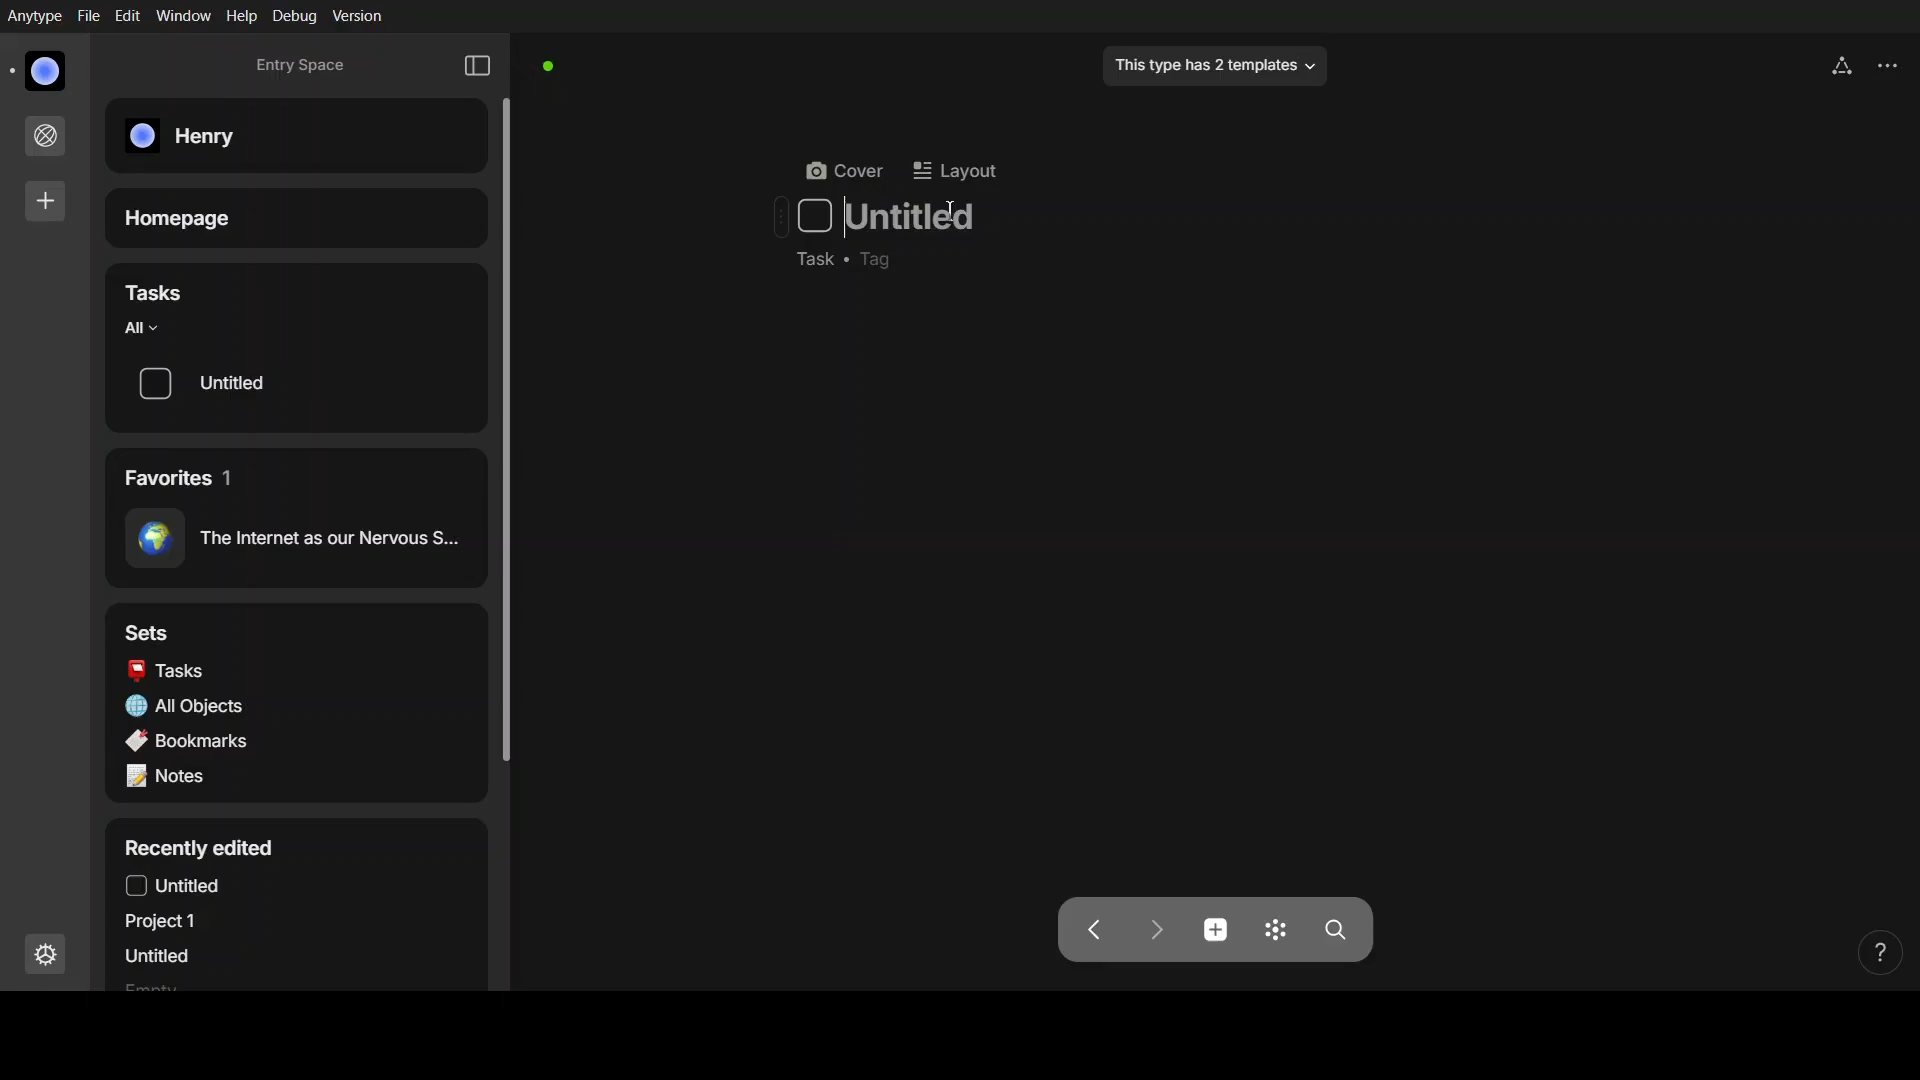 Anytype File Edit Window Help Debug Version
Entry Space
This type has 2 templates
Henry
Cover Layout
Homepage
Untitled
Task • Tag
Tasks
All
Untitled
Favorites 1
The Internet as our Nervous S...
Sets
Tasks
All Objects
Bookmarks
Notes
Recently edited
Untitled
Project 1
Untitled
Empty
?